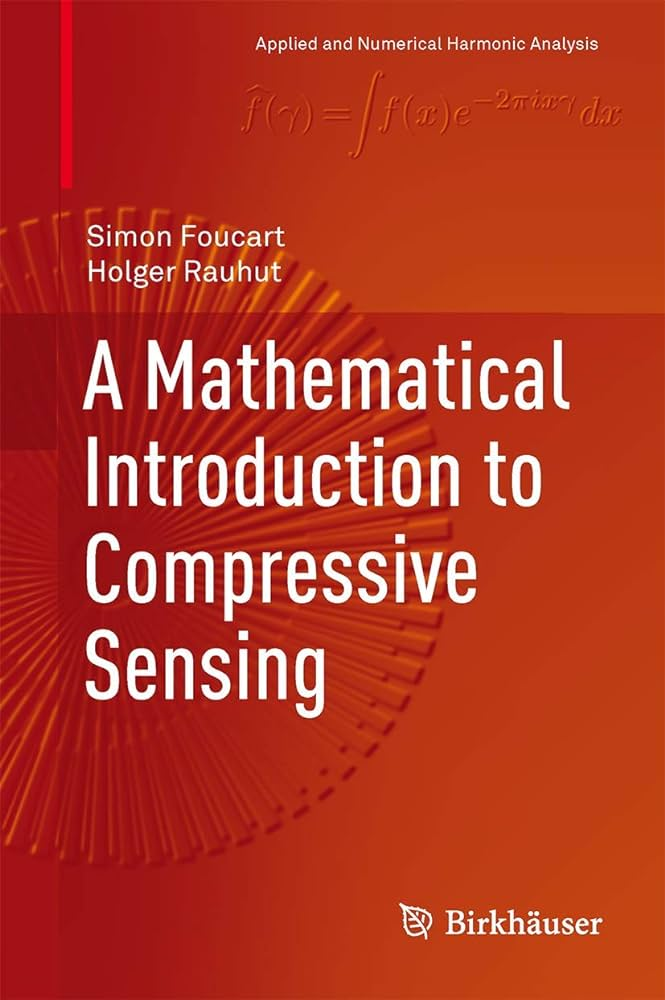 Applied and Numerical Harmonic Analysis
f̂(γ) = ∫ f(x)e^{−2πixγ} dx
Simon Foucart
Holger Rauhut
A Mathematical
Introduction to
Compressive
Sensing
Birkhäuser